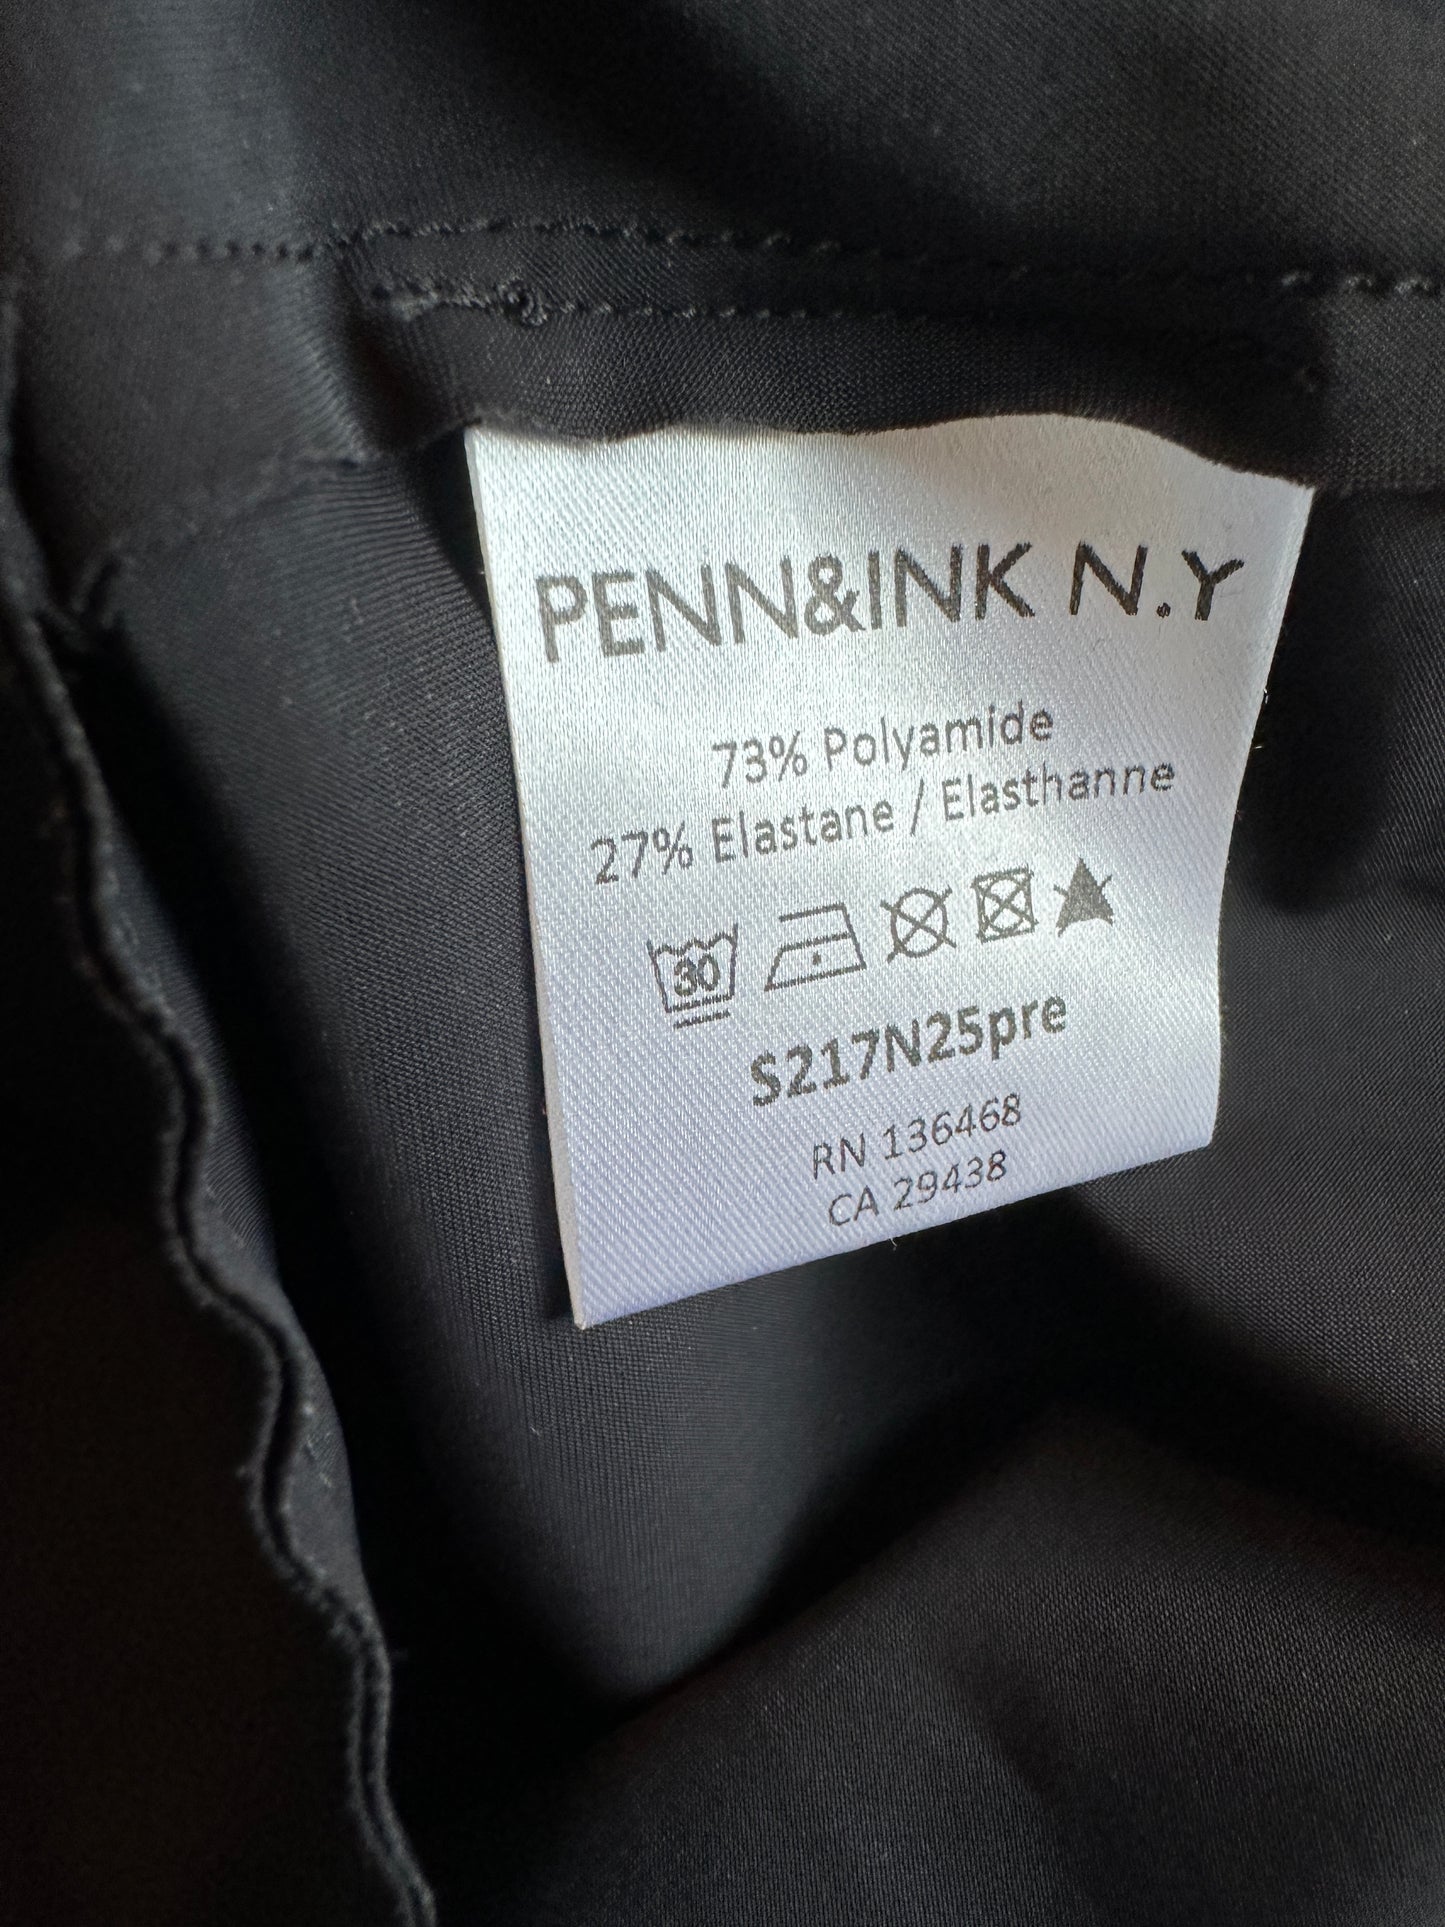 PENN&INK N.Y
73% Polyamide
27% Elastane / Elasthanne
30
S217N25pre
RN 136468
CA 29438